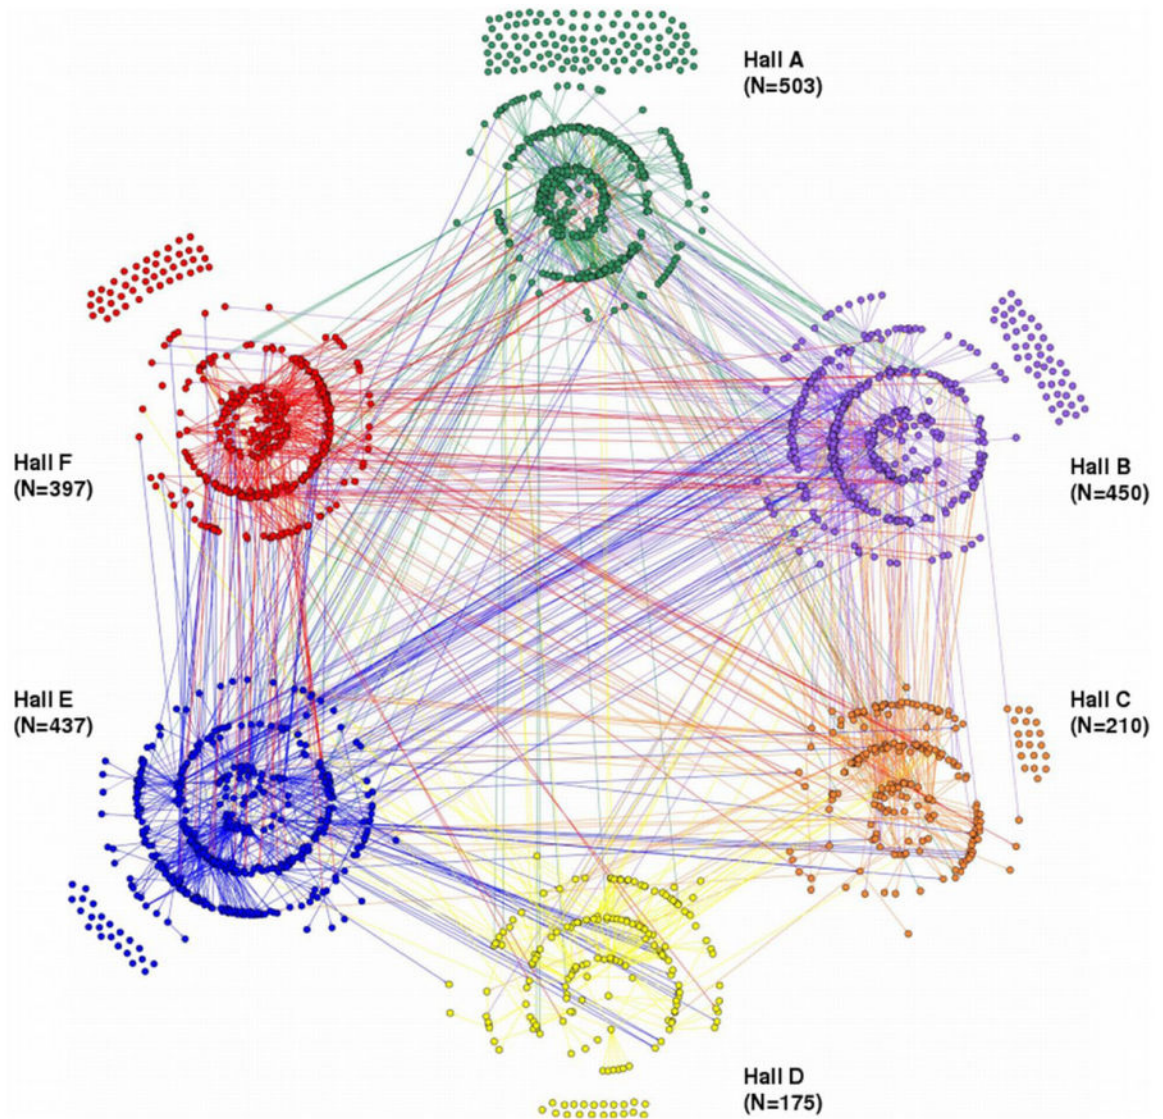 Hall A
(N=503)
Hall F
(N=397)
Hall B
(N=450)
Hall E
(N=437)
Hall C
(N=210)
Hall D
(N=175)